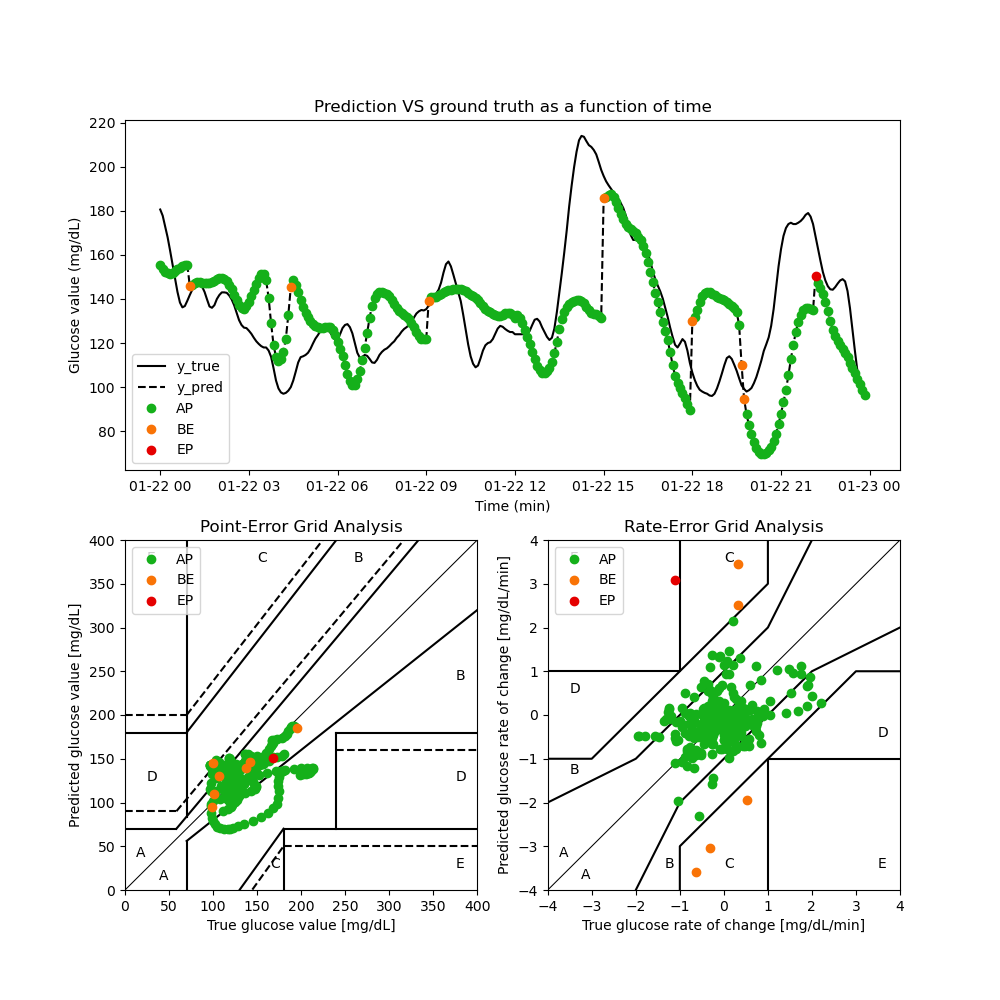 Prediction VS ground truth as a function of time
Glucose value (mg/dL)
220
200
180
160
140
120
100
80
y_true
y_pred
AP
BE
EP
01-22 00 01-22 03 01-22 06 01-22 09 01-22 12 01-22 15 01-22 18 01-22 21 01-23 00
Time (min)
Point-Error Grid Analysis
Predicted glucose value [mg/dL]
400
350
300
250
200
150
100
50
0
AP
BE
EP
C B
B
D D
A
A C E
0 50 100 150 200 250 300 350 400
True glucose value [mg/dL]
Rate-Error Grid Analysis
Predicted glucose rate of change [mg/dL/min]
4
3
2
1
0
−1
−2
−3
−4
AP
BE
EP
C
D
D
B
A
A B C E
−4 −3 −2 −1 0 1 2 3 4
True glucose rate of change [mg/dL/min]